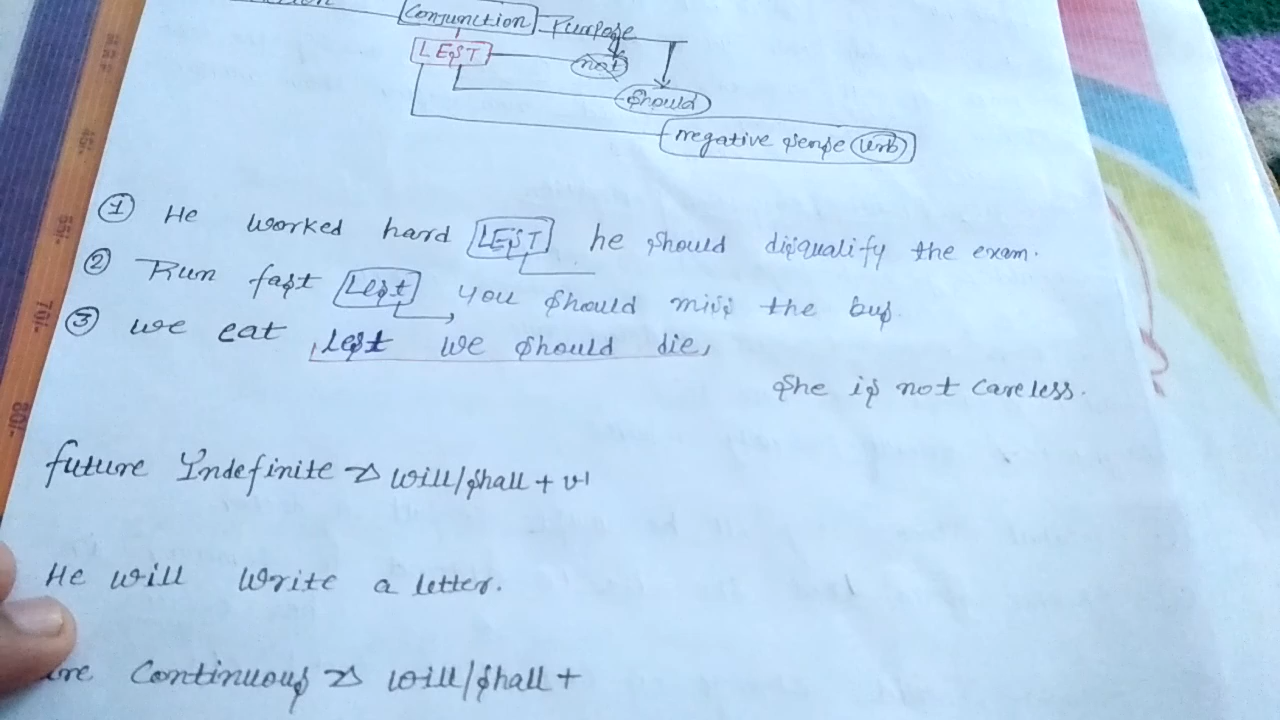 Conjunction Purpose
LEST not
should
negative sense verb
① He worked hard LEST he should disqualify the exam.
② Run fast Lest you should miss the bus.
③ We eat Lest we should die,
She is not careless.
future Indefinite → will/shall + v1
He will write a letter.
Continuous → will/shall +